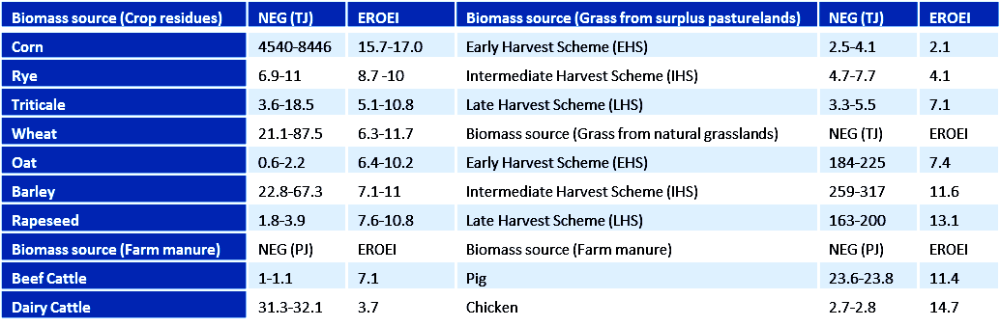 Biomass source (Crop residues) NEG (TJ) EROEI Biomass source (Grass from surplus pasturelands) NEG (TJ) EROEI
Corn 4540-8446 15.7-17.0 Early Harvest Scheme (EHS) 2.5-4.1 2.1
Rye 6.9-11 8.7 -10 Intermediate Harvest Scheme (IHS) 4.7-7.7 4.1
Triticale 3.6-18.5 5.1-10.8 Late Harvest Scheme (LHS) 3.3-5.5 7.1
Wheat 21.1-87.5 6.3-11.7 Biomass source (Grass from natural grasslands) NEG (TJ) EROEI
Oat 0.6-2.2 6.4-10.2 Early Harvest Scheme (EHS) 184-225 7.4
Barley 22.8-67.3 7.1-11 Intermediate Harvest Scheme (IHS) 259-317 11.6
Rapeseed 1.8-3.9 7.6-10.8 Late Harvest Scheme (LHS) 163-200 13.1
Biomass source (Farm manure) NEG (PJ) EROEI Biomass source (Farm manure) NEG (PJ) EROEI
Beef Cattle 1-1.1 7.1 Pig 23.6-23.8 11.4
Dairy Cattle 31.3-32.1 3.7 Chicken 2.7-2.8 14.7